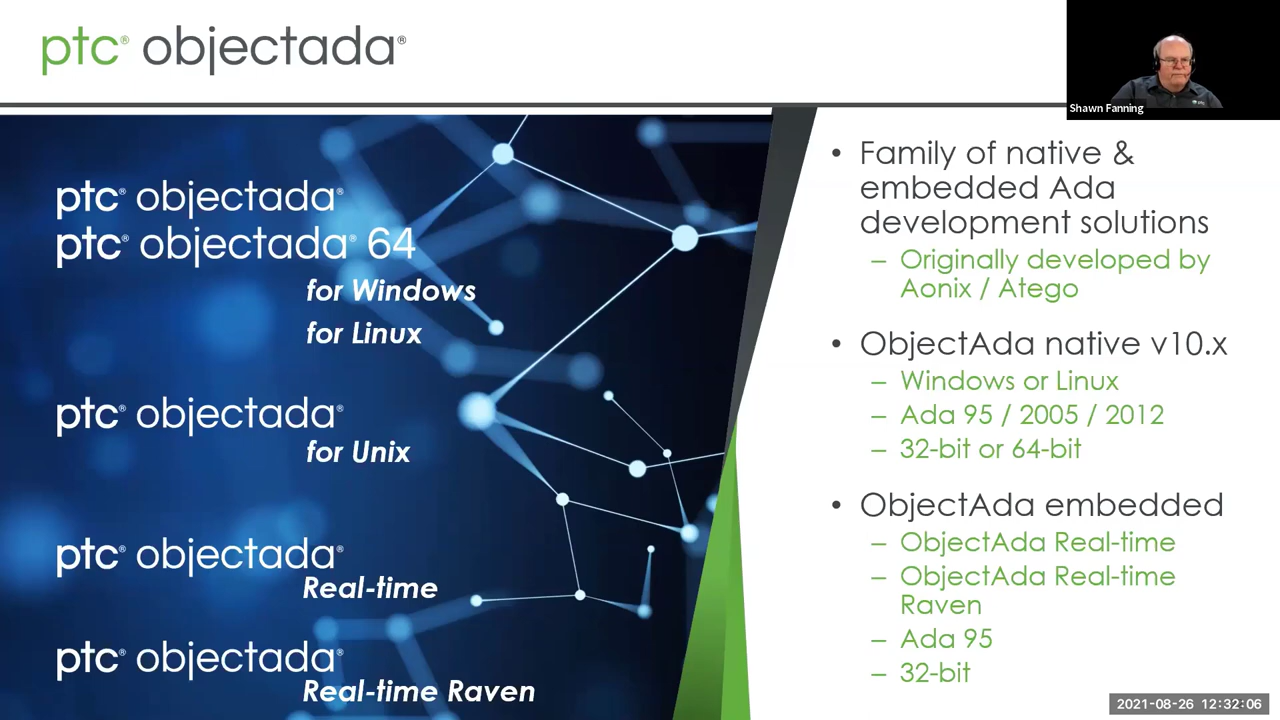 ptc® objectada®
Shawn Fanning
ptc® objectada®
ptc® objectada® 64
for Windows
for Linux
ptc® objectada®
for Unix
ptc® objectada®
Real-time
ptc® objectada®
Real-time Raven
• Family of native &
embedded Ada
development solutions
– Originally developed by
Aonix / Atego
• ObjectAda native v10.x
– Windows or Linux
– Ada 95 / 2005 / 2012
– 32-bit or 64-bit
• ObjectAda embedded
– ObjectAda Real-time
– ObjectAda Real-time
Raven
– Ada 95
– 32-bit
2021-08-26 12:32:06